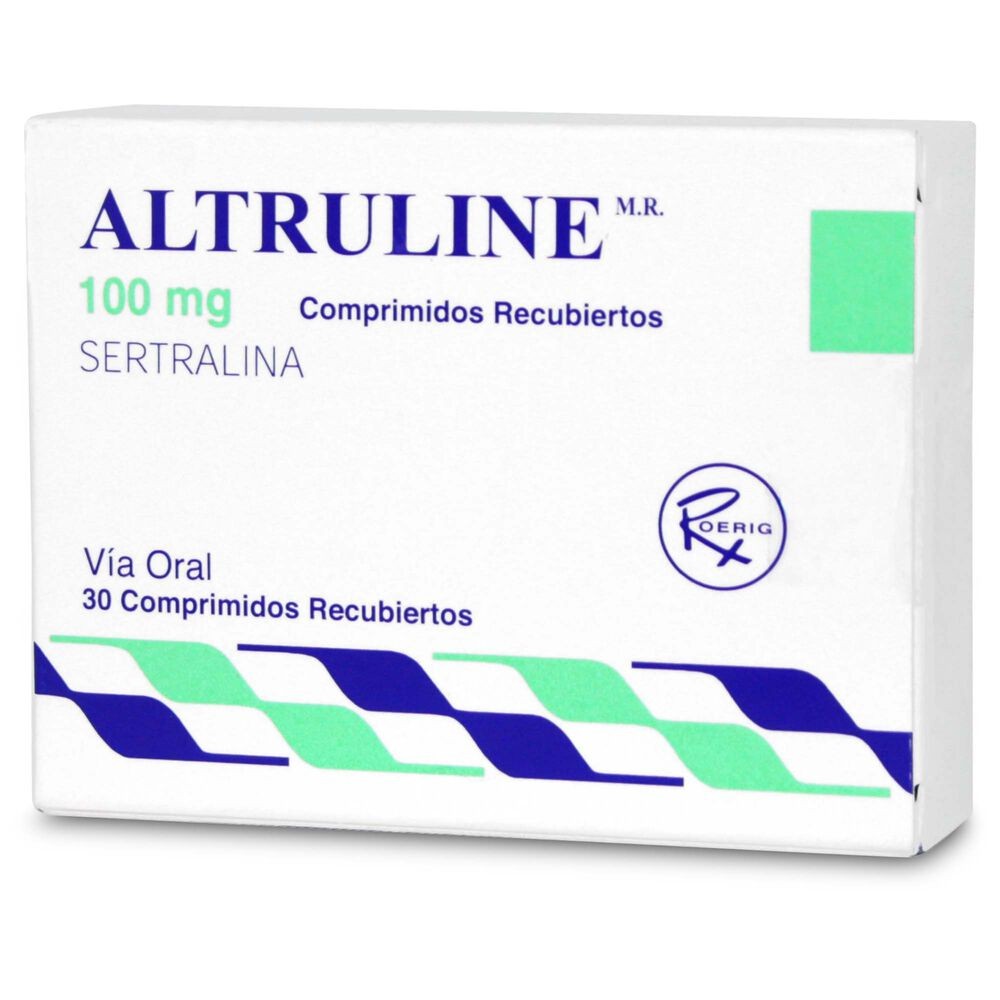 ALTRULINE M.R.
100 mg Comprimidos Recubiertos
SERTRALINA
Rx ROERIG
Vía Oral
30 Comprimidos Recubiertos